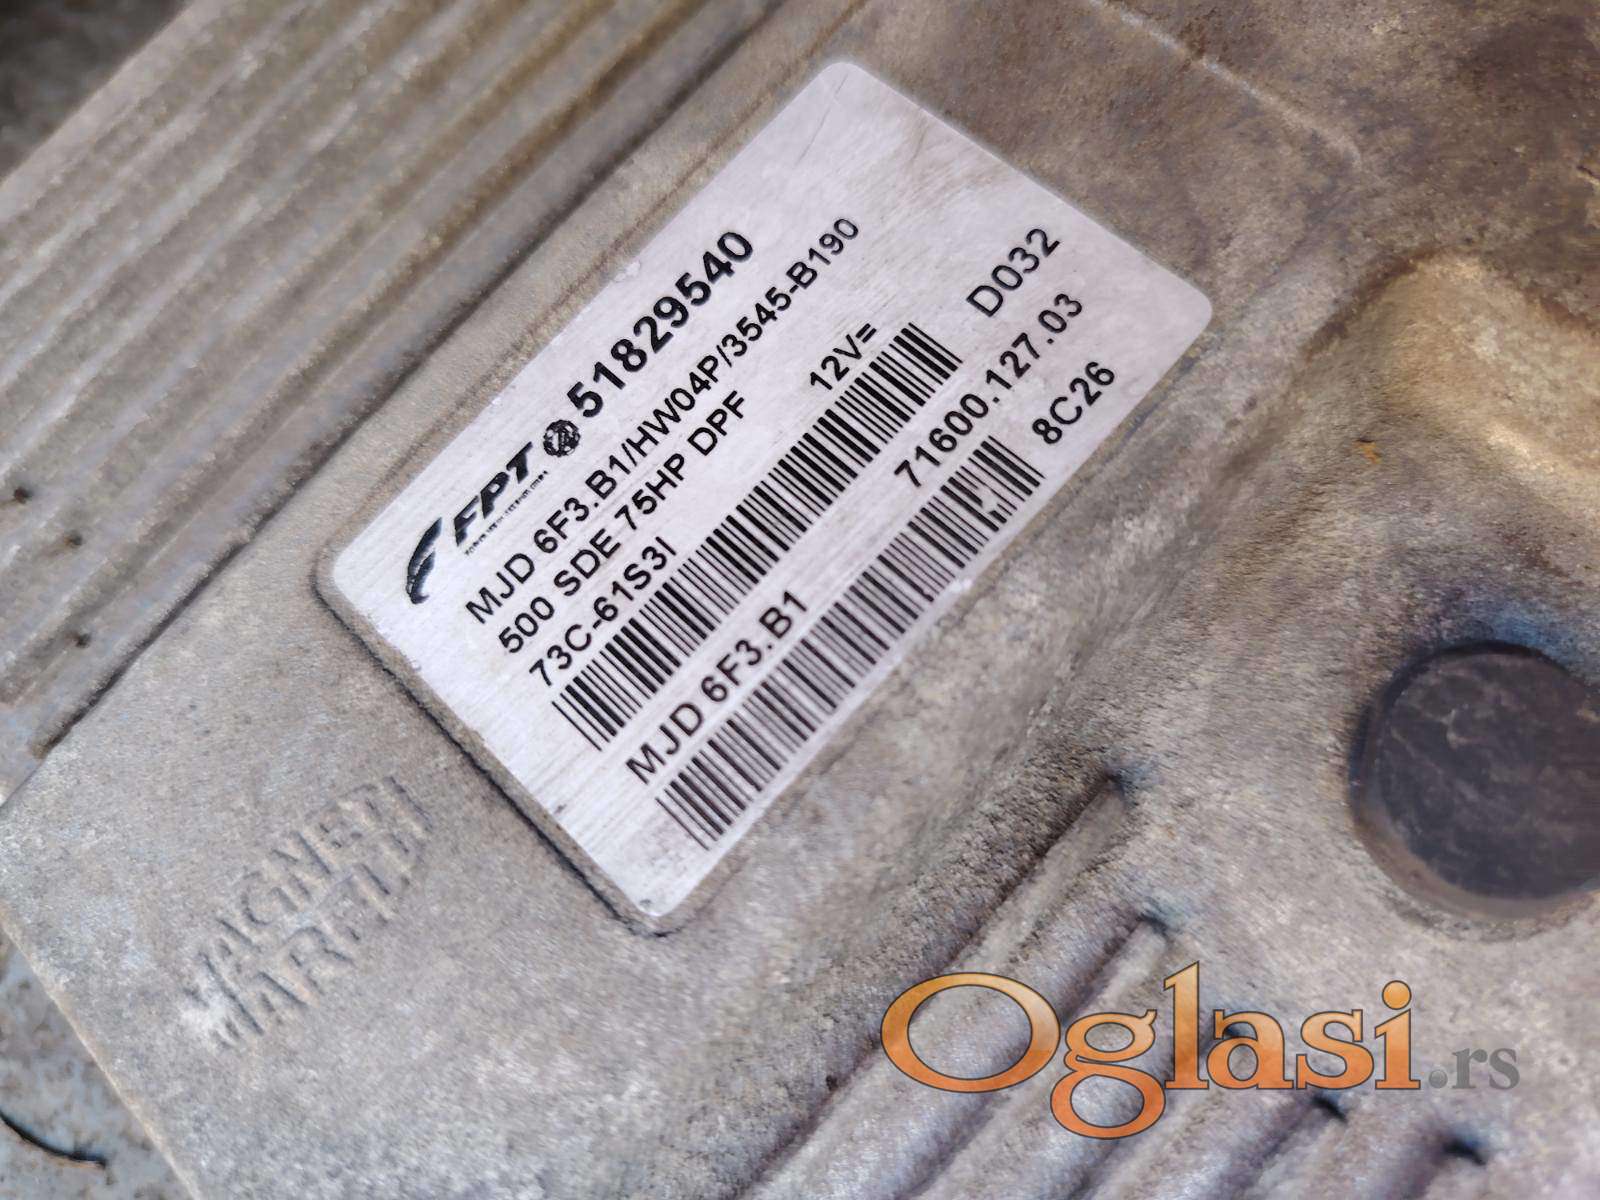 FPT 51829540
MJD 6F3.B1/HW04P/3545-B190
500 SDE 75HP DPF 12V=
73C-61S3I D032
71600.127.03
MJD 6F3.B1 8C26
MAGNETI
MARELLI
Oglasi.rs